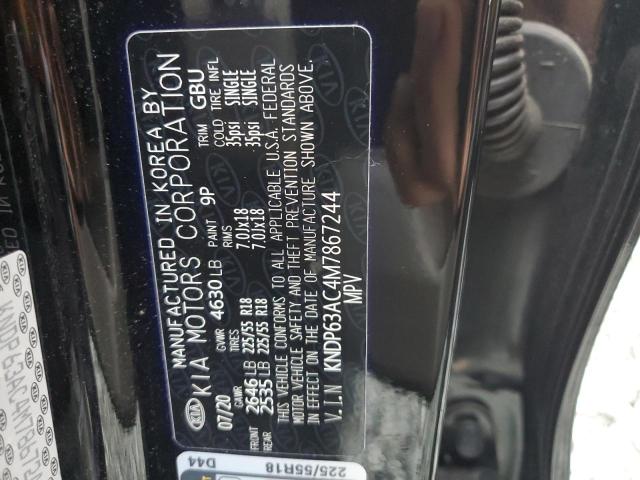 MANUFACTURED IN KOREA BY
KIA KIA MOTORS CORPORATION
07/20 GVWR 4630 LB PAINT 9P TRIM GBU
GAWR TIRES RIMS COLD TIRE INFL
FRONT 2646 LB 225/55 R18 7.0Jx18 35psi SINGLE
REAR 2535 LB 225/55 R18 7.0Jx18 35psi SINGLE
THIS VEHICLE CONFORMS TO ALL APPLICABLE U.S.A. FEDERAL
MOTOR VEHICLE SAFETY AND THEFT PREVENTION STANDARDS
IN EFFECT ON THE DATE OF MANUFACTURE SHOWN ABOVE.
V.I.N KNDP63AC4M7867244
MPV
225/55R18
D44